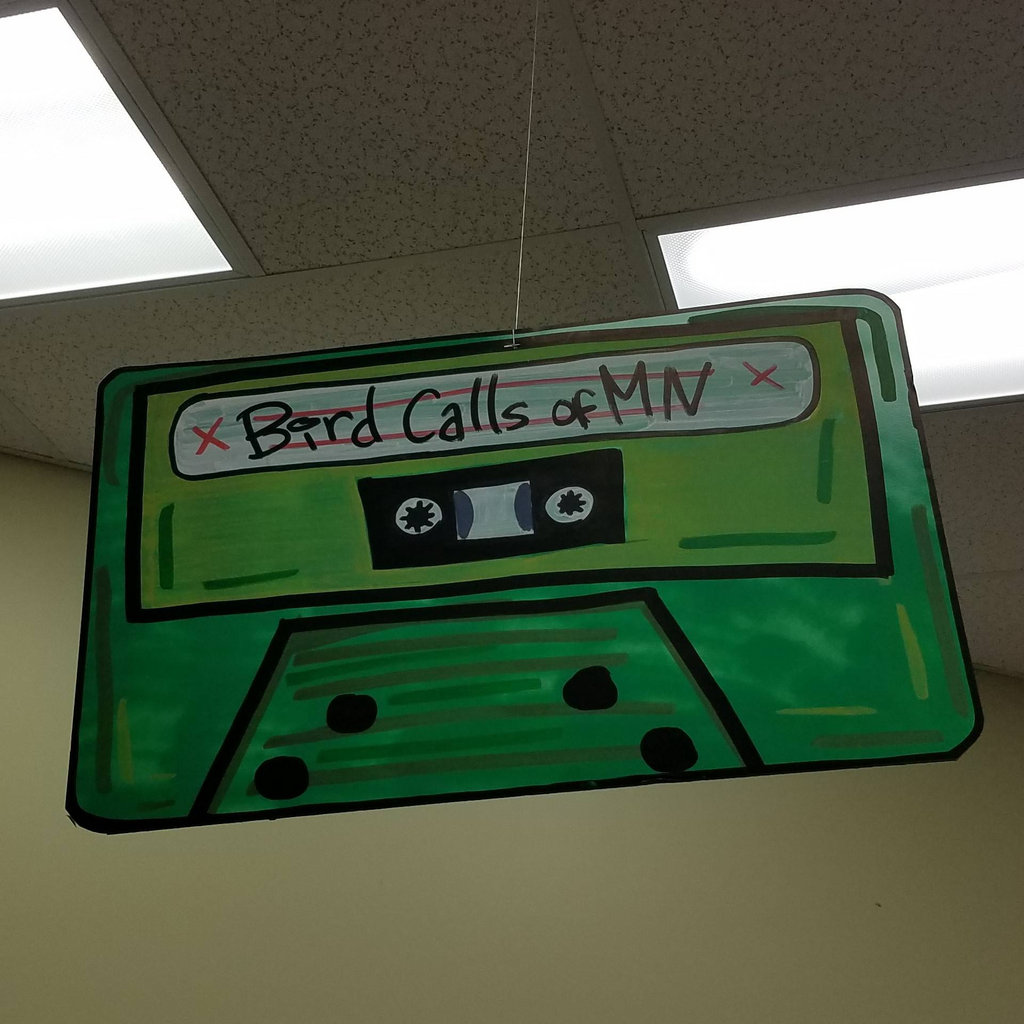 x Bird Calls of MN x